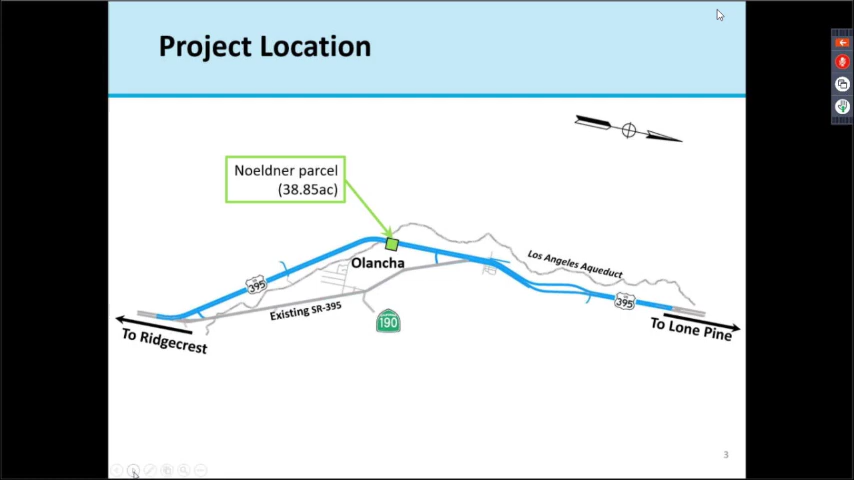 Project Location
Noeldner parcel
(38.85ac)
Los Angeles Aqueduct
Olancha
395
Existing SR-395
190
395
To Ridgecrest
To Lone Pine
3